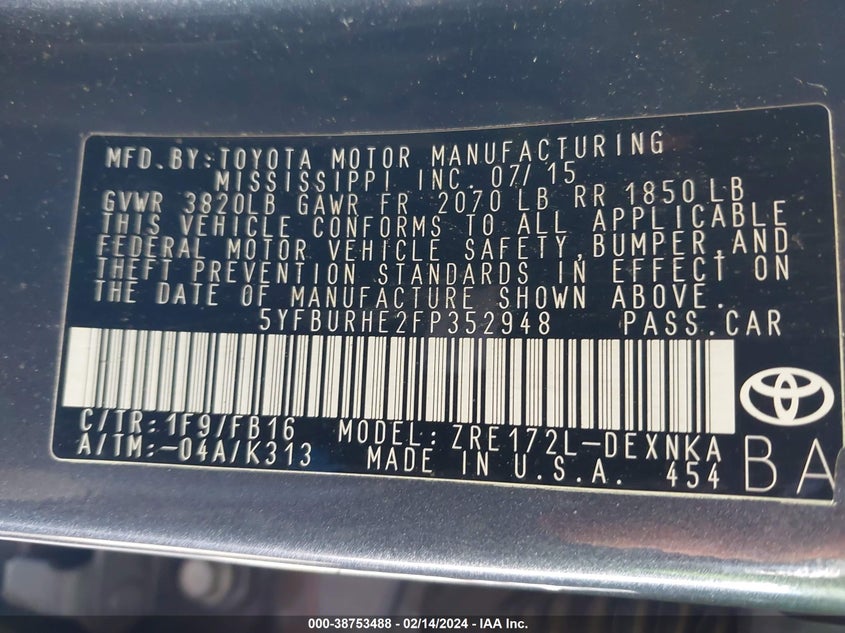 MFD. BY: TOYOTA MOTOR MANUFACTURING
MISSISSIPPI INC. 07/15
GVWR 3820LB GAWR FR 2070 LB RR 1850 LB
THIS VEHICLE CONFORMS TO ALL APPLICABLE
FEDERAL MOTOR VEHICLE SAFETY, BUMPER, AND
THEFT PREVENTION STANDARDS IN EFFECT ON
THE DATE OF MANUFACTURE SHOWN ABOVE.
5YFBURHE2FP352948 PASS. CAR
C/TR: 1F9/FB16 MODEL: ZRE172L-DEXNKA
A/TM: -04A/K313 MADE IN U.S.A. 454 BA
000-38753488 - 02/14/2024 - IAA Inc.